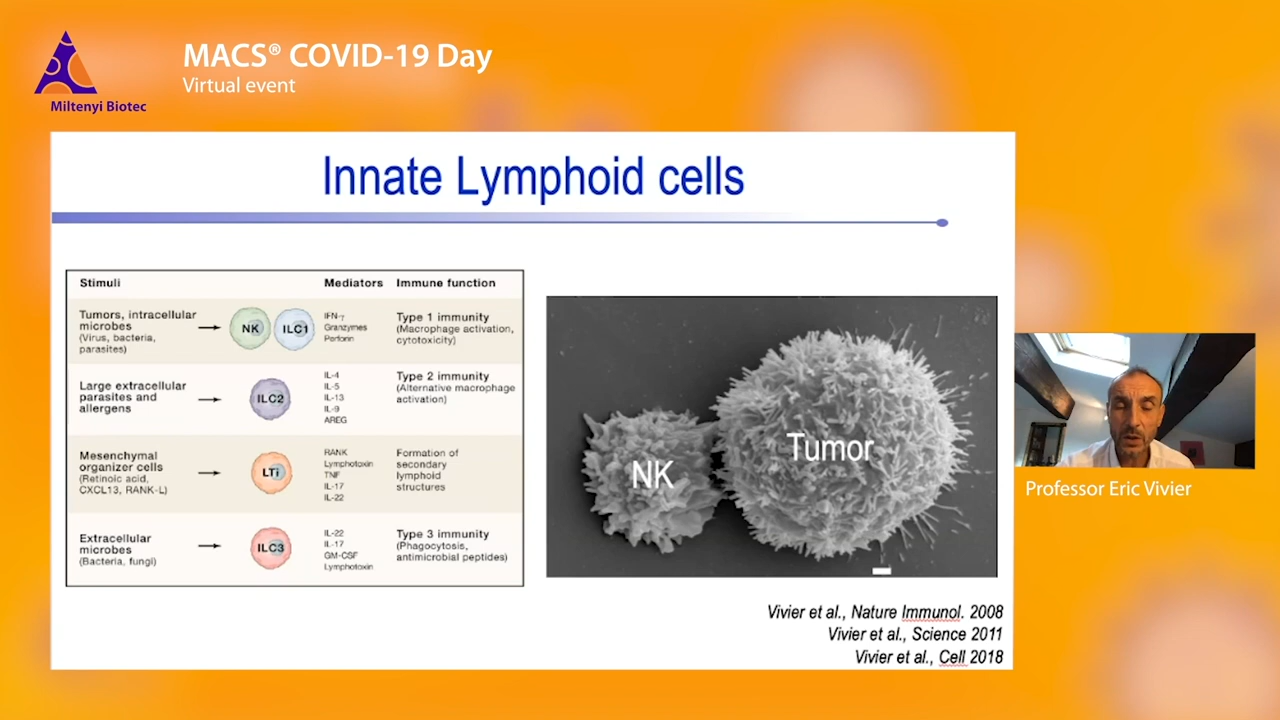 MACS® COVID-19 Day
Virtual event
Miltenyi Biotec
Innate Lymphoid cells
Stimuli
Mediators
Immune function
Tumors, intracellular
microbes
(Virus, bacteria,
parasites)
NK
ILC1
IFN-γ
Granzymes
Perforin
Type 1 immunity
(Macrophage activation,
cytotoxicity)
Large extracellular
parasites and
allergens
ILC2
IL-4
IL-5
IL-13
IL-9
AREG
Type 2 immunity
(Alternative macrophage
activation)
Mesenchymal
organizer cells
(Retinoic acid,
CXCL13, RANK-L)
LTi
RANK
Lymphotoxin
TNF
IL-17
IL-22
Formation of
secondary
lymphoid
structures
Extracellular
microbes
(Bacteria, fungi)
ILC3
IL-22
IL-17
GM-CSF
Lymphotoxin
Type 3 immunity
(Phagocytosis,
antimicrobial peptides)
NK
Tumor
Vivier et al., Nature Immunol. 2008
Vivier et al., Science 2011
Vivier et al., Cell 2018
Professor Eric Vivier